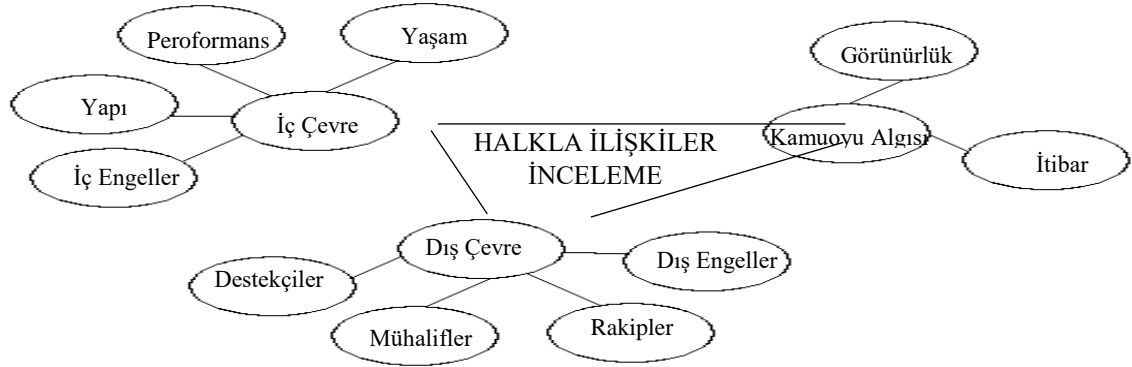 Peroformans
Yaşam
Görünürlük
Yapı
İç Çevre
HALKLA İLİŞKİLER
İNCELEME
Kamuoyu Algısı
İtibar
İç Engeller
Dış Çevre
Dış Engeller
Destekçiler
Mühalifler
Rakipler